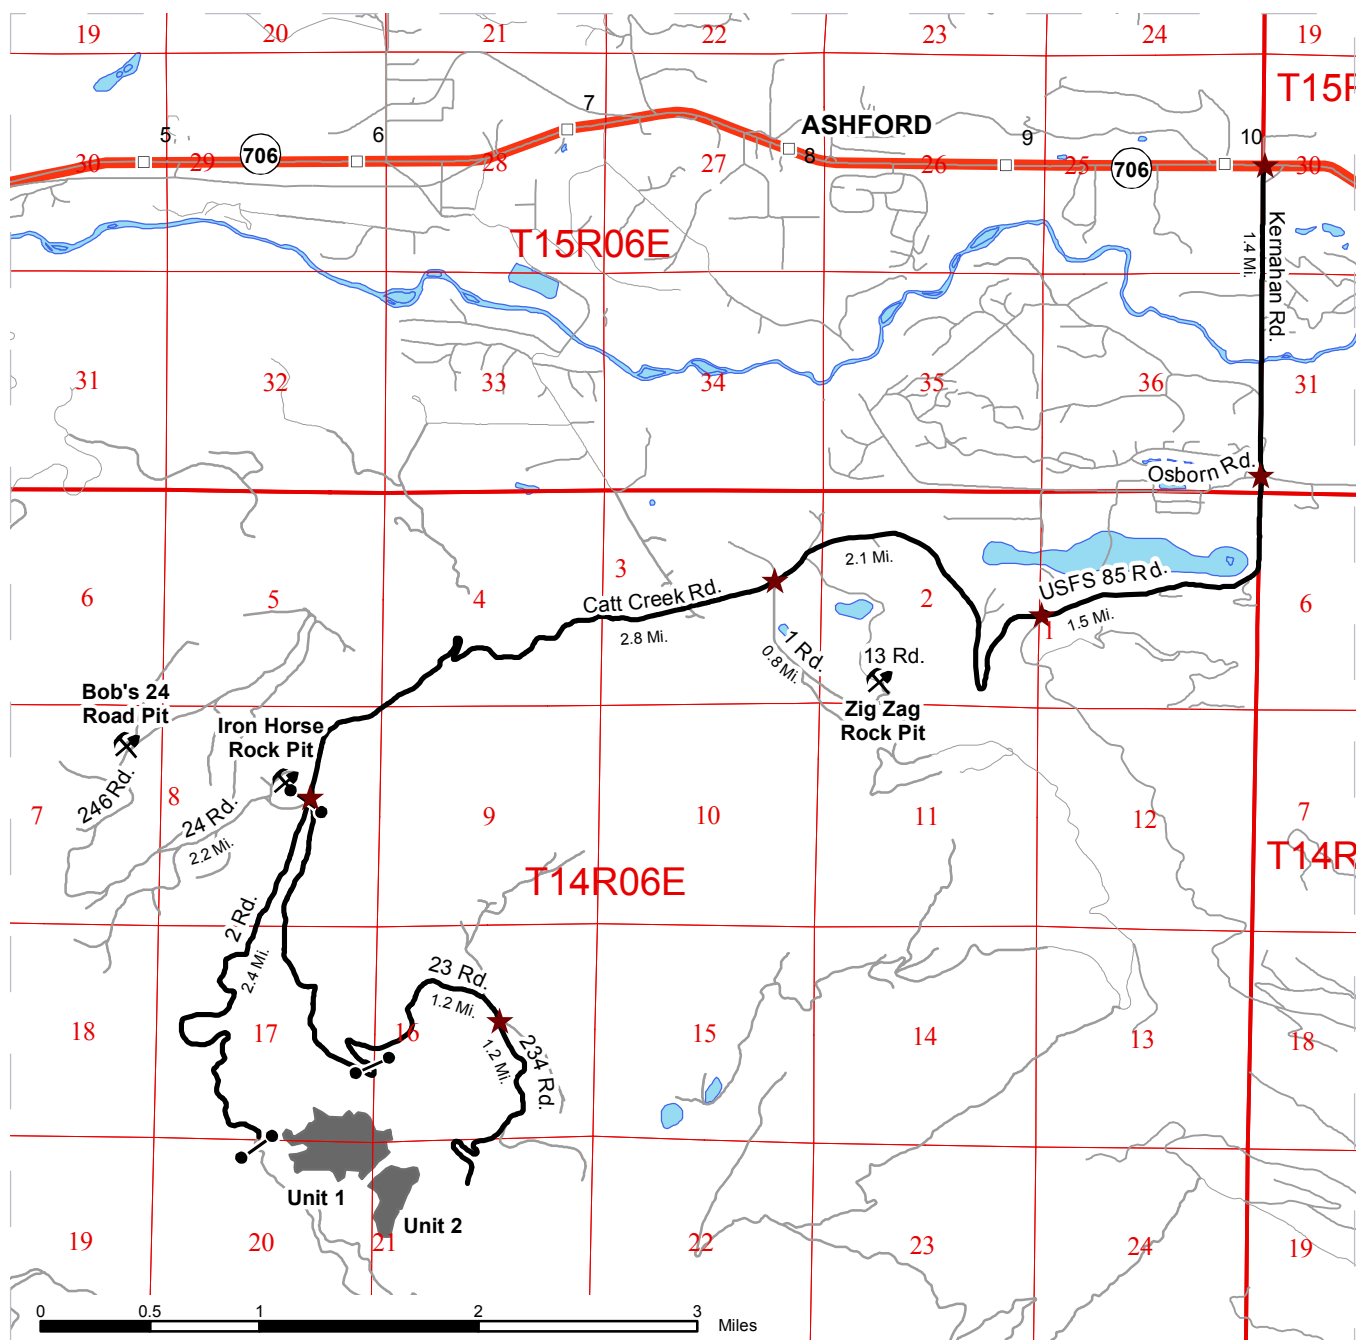 19 20 21 22 23 24 19
T15R
5 6 7 ASHFORD 8 9 10
706 706
30 29 28 27 26 25 30
T15R06E
Kernahan Rd.
1.4 Mi.
31 32 33 34 35 36 31
Osborn Rd.
6 5 4 3 2 1 6
2.1 Mi.
USFS 85 Rd.
1.5 Mi.
Catt Creek Rd.
2.8 Mi.
1 Rd.
0.8 Mi.
13 Rd.
Zig Zag
Rock Pit
Bob's 24
Road Pit
Iron Horse
Rock Pit
246 Rd.
24 Rd.
2.2 Mi.
7 8 9 10 11 12 7
T14R06E
T14R
2 Rd.
2.4 Mi.
23 Rd.
1.2 Mi.
234 Rd.
1.2 Mi.
18 17 16 15 14 13 18
Unit 1
Unit 2
19 20 21 22 23 24 19
0 0.5 1 2 3
Miles